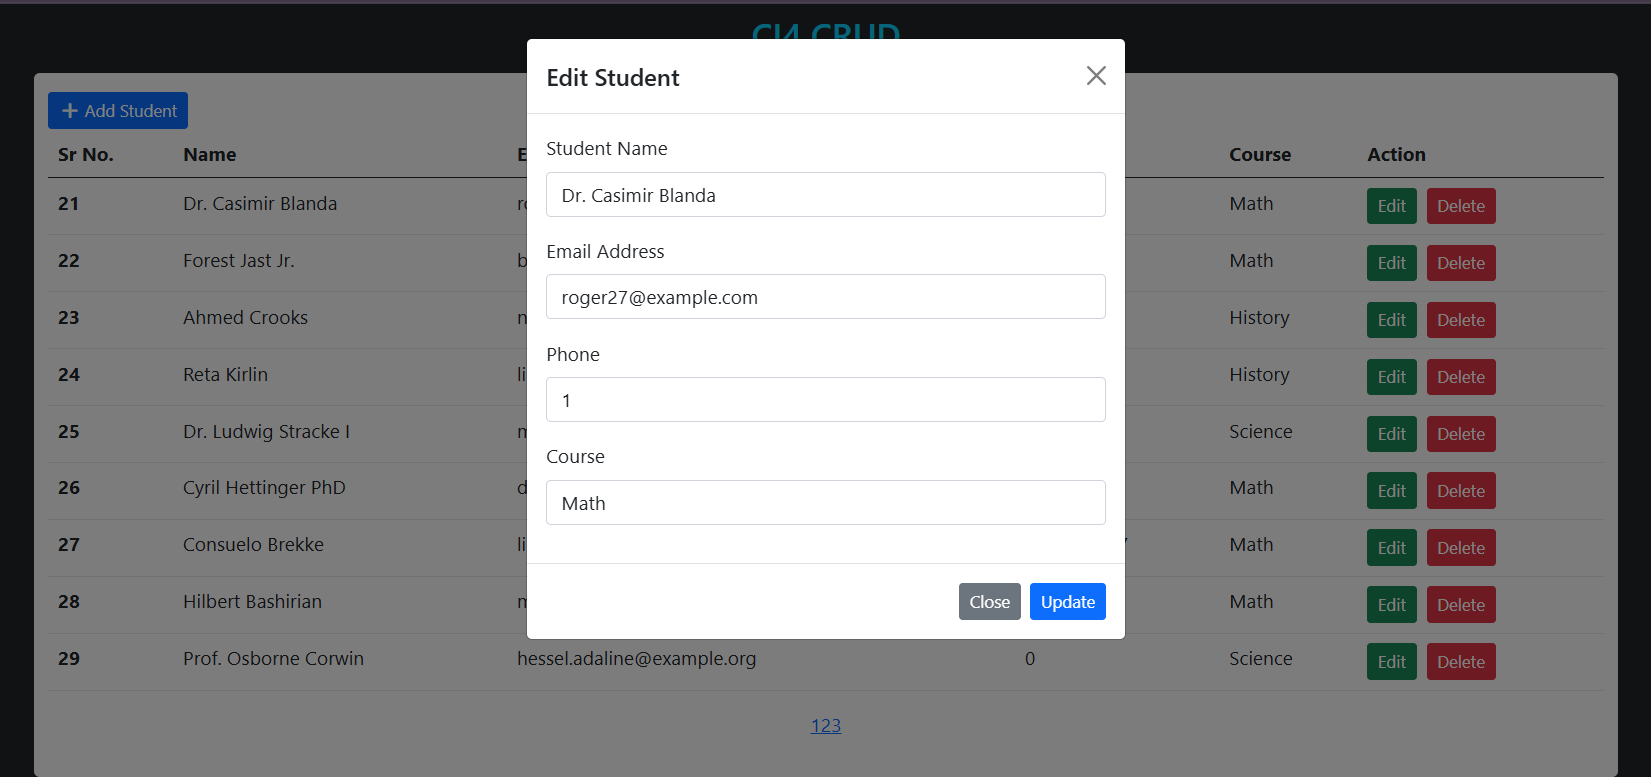 CI4 CRUD
Edit Student
Add Student
Sr No. Name Course Action
Student Name
Dr. Casimir Blanda
21 Dr. Casimir Blanda Math Edit Delete
Email Address
22 Forest Jast Jr. Math Edit Delete
roger27@example.com
23 Ahmed Crooks History Edit Delete
Phone
24 Reta Kirlin History Edit Delete
1
25 Dr. Ludwig Stracke I Science Edit Delete
Course
26 Cyril Hettinger PhD Math Edit Delete
Math
27 Consuelo Brekke Math Edit Delete
28 Hilbert Bashirian Math Edit Delete
Close Update
29 Prof. Osborne Corwin hessel.adaline@example.org 0 Science Edit Delete
123